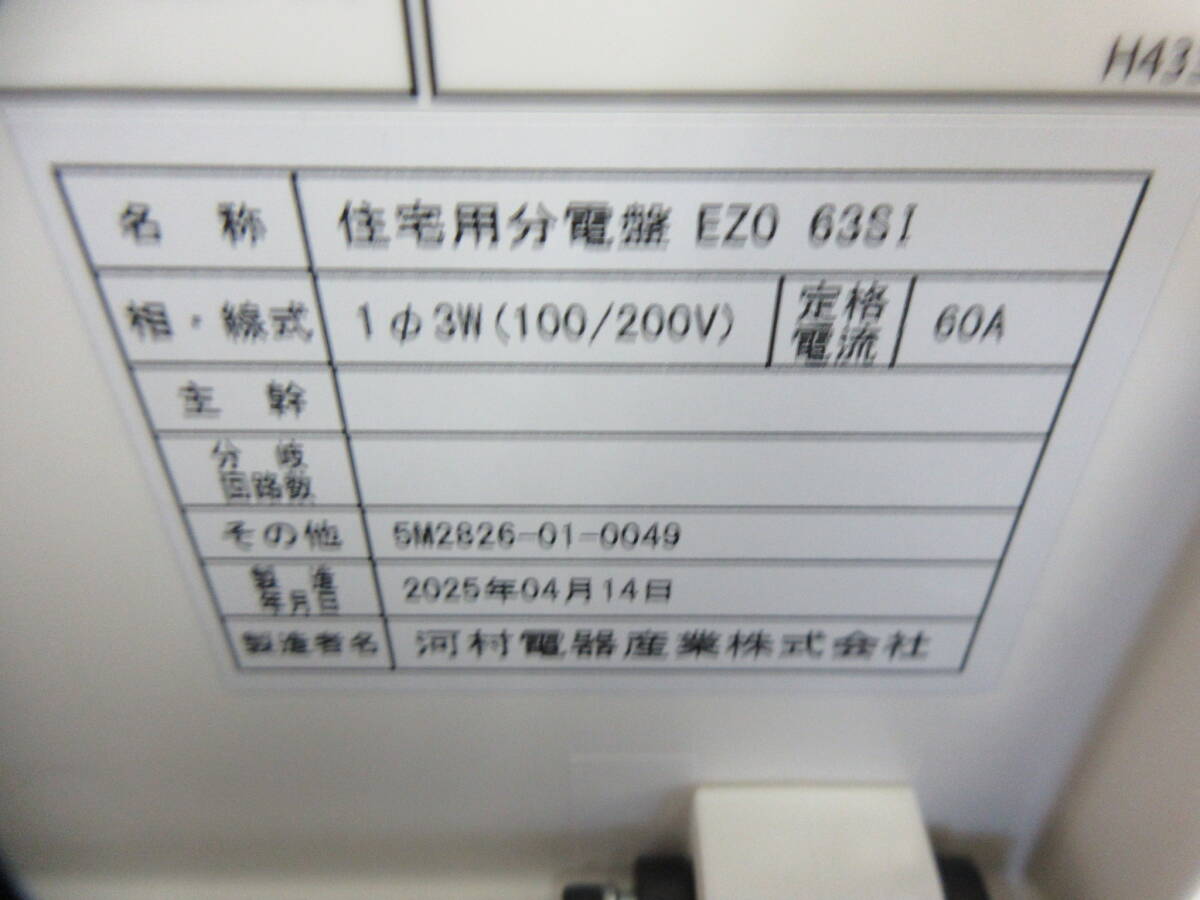 H433
名 称 住宅用分電盤 EZO 63SI
相・線式 1φ3W(100/200V) 定格電流 60A
主 幹
分 岐
回路数
その他 5M2826-01-0049
製 造
年月日 2025年04月14日
製造者名 河村電器産業株式会社